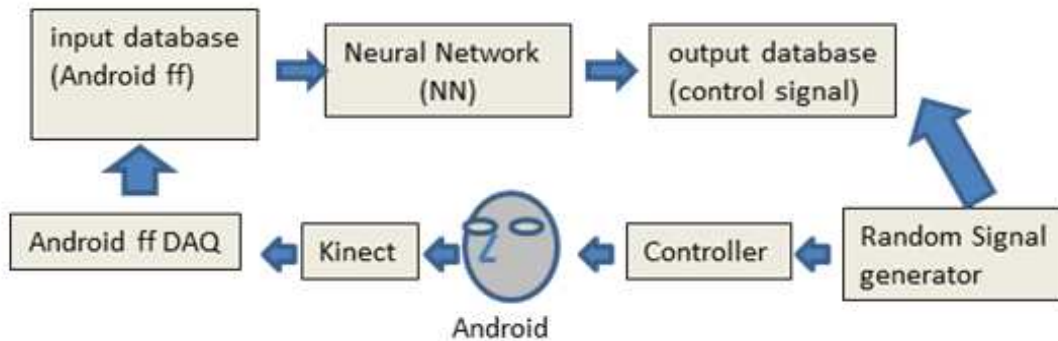 input database
(Android ff)
Neural Network
(NN)
output database
(control signal)
Android ff DAQ
Kinect
Controller
Random Signal
generator
Android